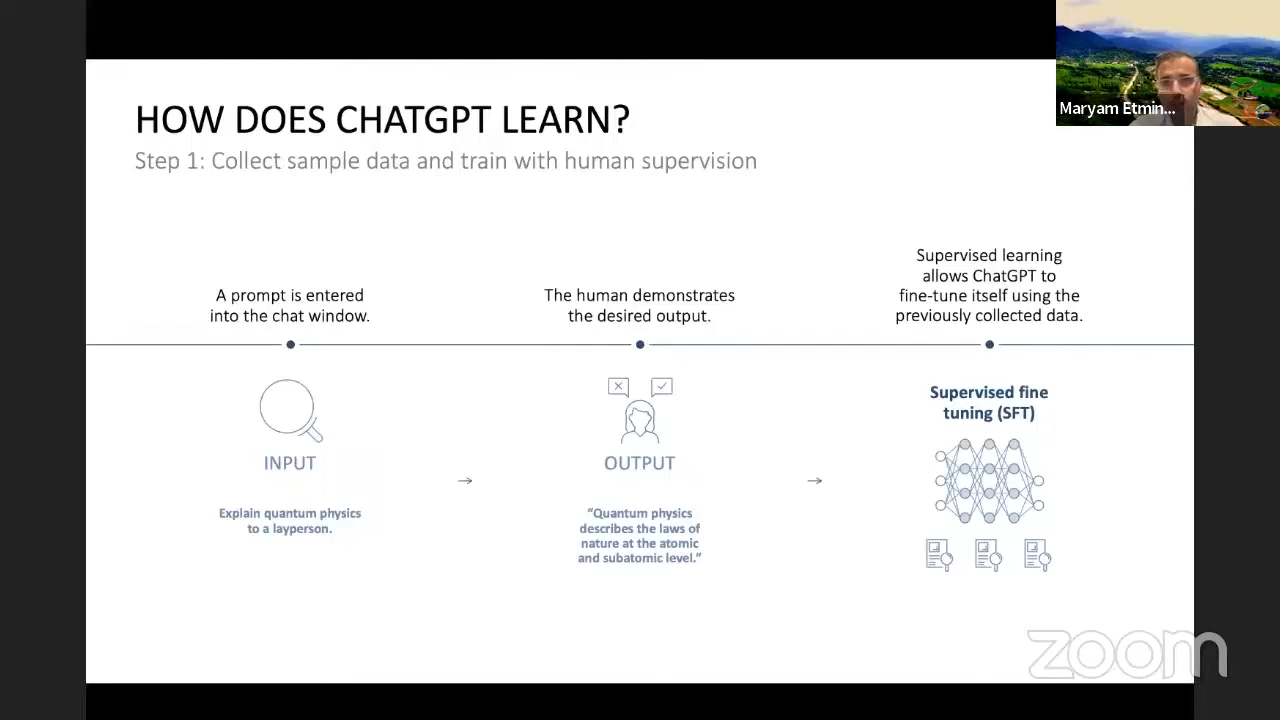 HOW DOES CHATGPT LEARN?
Step 1: Collect sample data and train with human supervision
Maryam Etmin...
A prompt is entered
into the chat window.
The human demonstrates
the desired output.
Supervised learning
allows ChatGPT to
fine-tune itself using the
previously collected data.
INPUT
Explain quantum physics
to a layperson.
OUTPUT
“Quantum physics
describes the laws of
nature at the atomic
and subatomic level.”
Supervised fine
tuning (SFT)
zoom